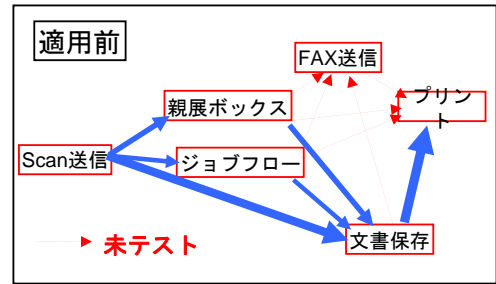 適用前
FAX送信
親展ボックス
プリン
ト
Scan送信
ジョブフロー
文書保存
未テスト